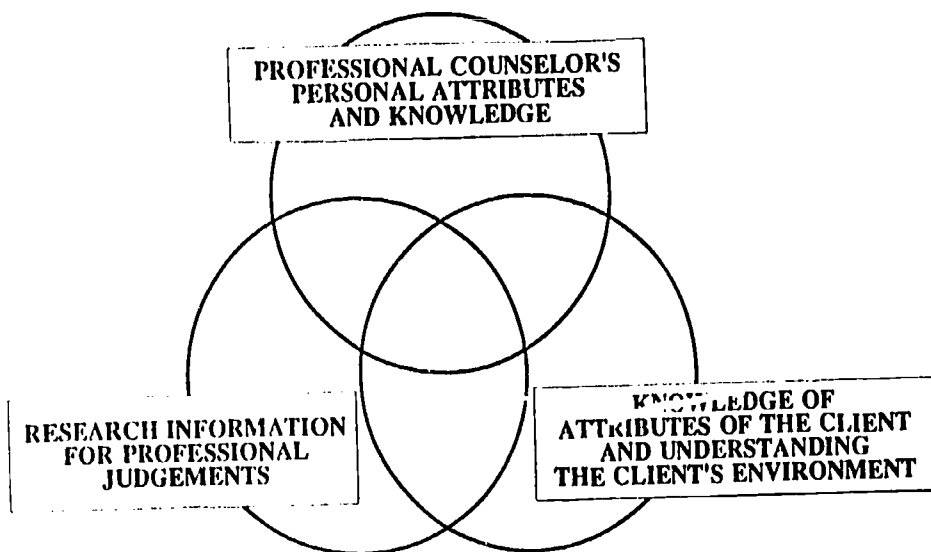 PROFESSIONAL COUNSELOR'S
PERSONAL ATTRIBUTES
AND KNOWLEDGE
RESEARCH INFORMATION
FOR PROFESSIONAL
JUDGEMENTS
KNOWLEDGE OF
ATTRIBUTES OF THE CLIENT
AND UNDERSTANDING
THE CLIENT'S ENVIRONMENT